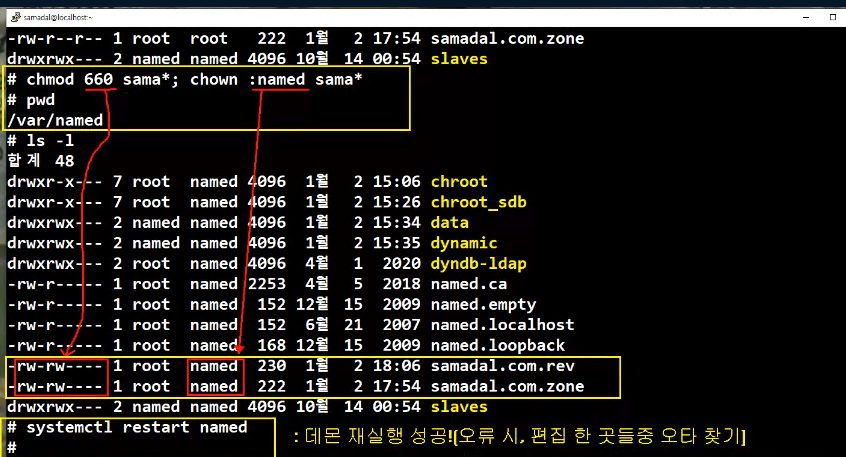 samadal@localhost:~
-rw-r--r-- 1 root root 222 1월 2 17:54 samadal.com.zone
drwxrwx--- 2 named named 4096 10월 14 00:54 slaves
# chmod 660 sama*; chown :named sama*
# pwd
/var/named
# ls -l
합계 48
drwxr-x--- 7 root named 4096 1월 2 15:06 chroot
drwxr-x--- 7 root named 4096 1월 2 15:26 chroot_sdb
drwxrwx--- 2 named named 4096 1월 2 15:34 data
drwxrwx--- 2 named named 4096 1월 2 15:35 dynamic
drwxrwx--- 2 root named 4096 4월 1 2020 dyndb-ldap
-rw-r----- 1 root named 2253 4월 5 2018 named.ca
-rw-r----- 1 root named 152 12월 15 2009 named.empty
-rw-r----- 1 root named 152 6월 21 2007 named.localhost
-rw-r----- 1 root named 168 12월 15 2009 named.loopback
-rw-rw---- 1 root named 230 1월 2 18:06 samadal.com.rev
-rw-rw---- 1 root named 222 1월 2 17:54 samadal.com.zone
drwxrwx--- 2 named named 4096 10월 14 00:54 slaves
# systemctl restart named : 데몬 재실행 성공!(오류 시, 편집 한 곳들중 오타 찾기]
#